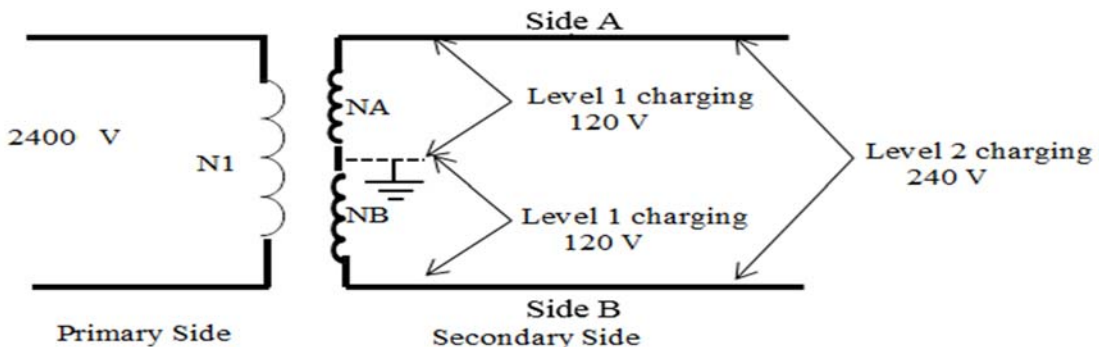 Side A
2400 V
N1
NA
Level 1 charging
120 V
Level 2 charging
240 V
NB
Level 1 charging
120 V
Side B
Primary Side
Secondary Side